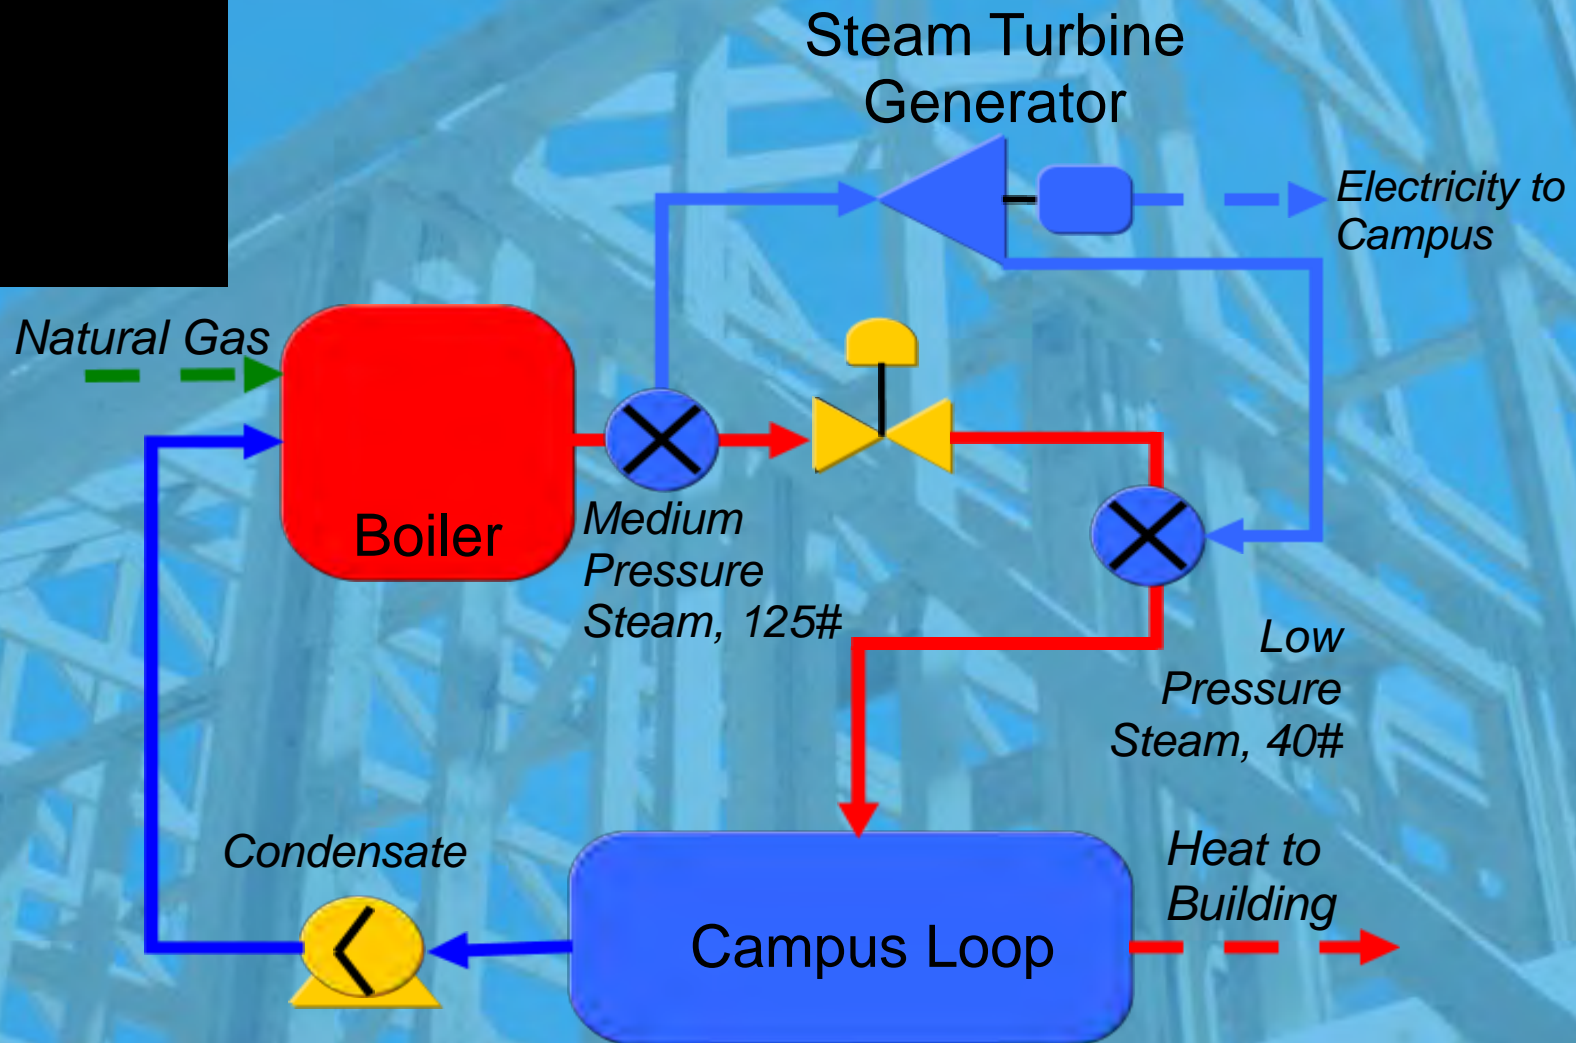 Steam Turbine
Generator
Electricity to
Campus
Natural Gas
Boiler
Medium
Pressure
Steam, 125#
Low
Pressure
Steam, 40#
Condensate
Heat to
Building
Campus Loop